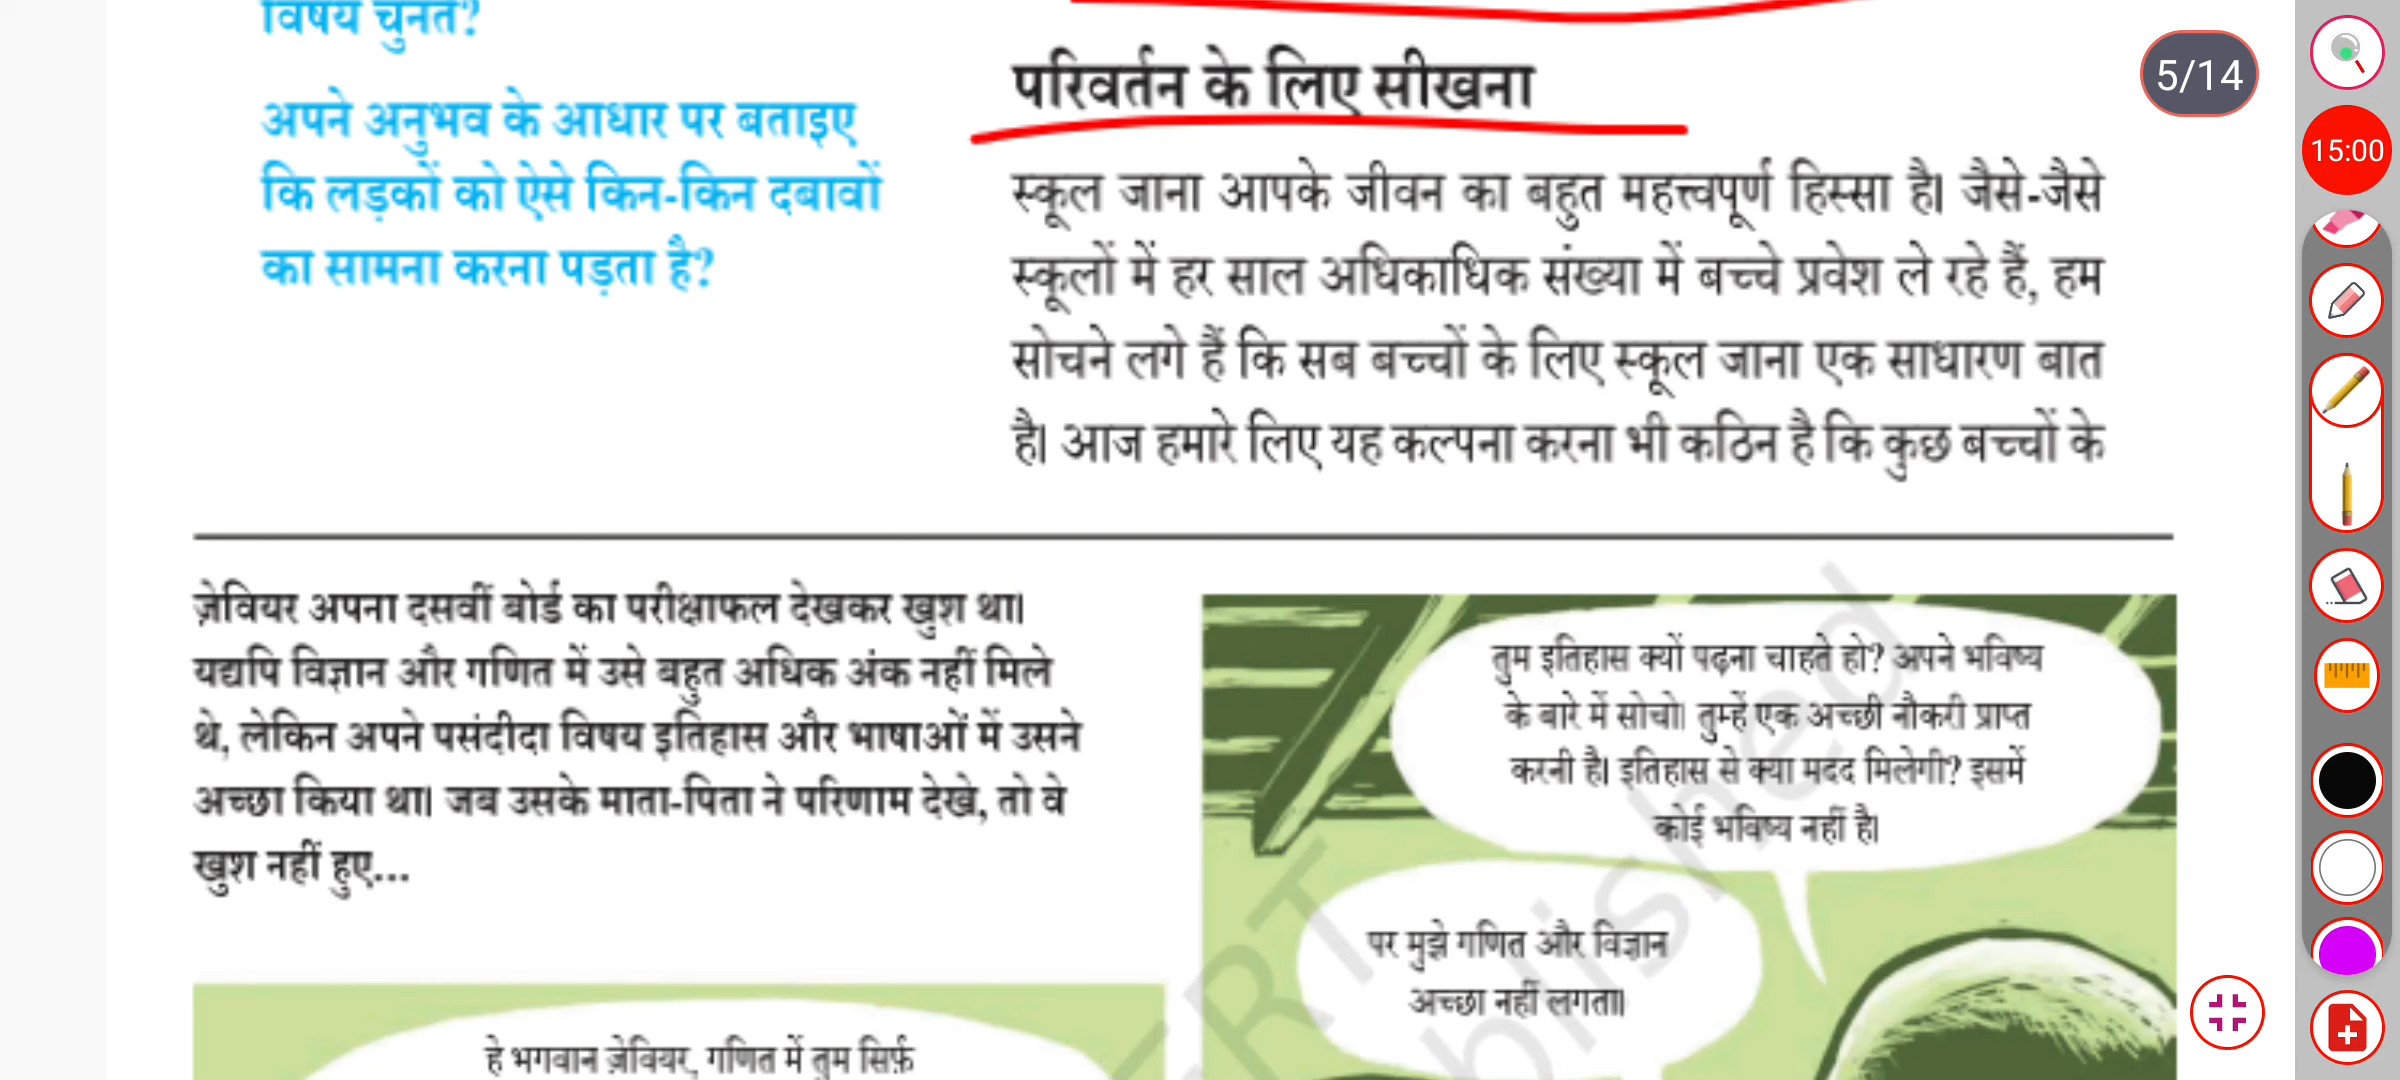 विषय चुनते?
अपने अनुभव के आधार पर बताइए
कि लड़कों को ऐसे किन-किन दबावों
का सामना करना पड़ता है?
परिवर्तन के लिए सीखना
स्कूल जाना आपके जीवन का बहुत महत्त्वपूर्ण हिस्सा है। जैसे-जैसे
स्कूलों में हर साल अधिकाधिक संख्या में बच्चे प्रवेश ले रहे हैं, हम
सोचने लगे हैं कि सब बच्चों के लिए स्कूल जाना एक साधारण बात
है। आज हमारे लिए यह कल्पना करना भी कठिन है कि कुछ बच्चों के
5/14
15:00
ज़ेवियर अपना दसवीं बोर्ड का परीक्षाफल देखकर खुश था।
यद्यपि विज्ञान और गणित में उसे बहुत अधिक अंक नहीं मिले
थे, लेकिन अपने पसंदीदा विषय इतिहास और भाषाओं में उसने
अच्छा किया था। जब उसके माता-पिता ने परिणाम देखे, तो वे
खुश नहीं हुए...
तुम इतिहास क्यों पढ़ना चाहते हो? अपने भविष्य
के बारे में सोचो। तुम्हें एक अच्छी नौकरी प्राप्त
करनी है। इतिहास से क्या मदद मिलेगी? इसमें
कोई भविष्य नहीं है।
पर मुझे गणित और विज्ञान
अच्छा नहीं लगता।
हे भगवान ज़ेवियर, गणित में तुम सिर्फ़